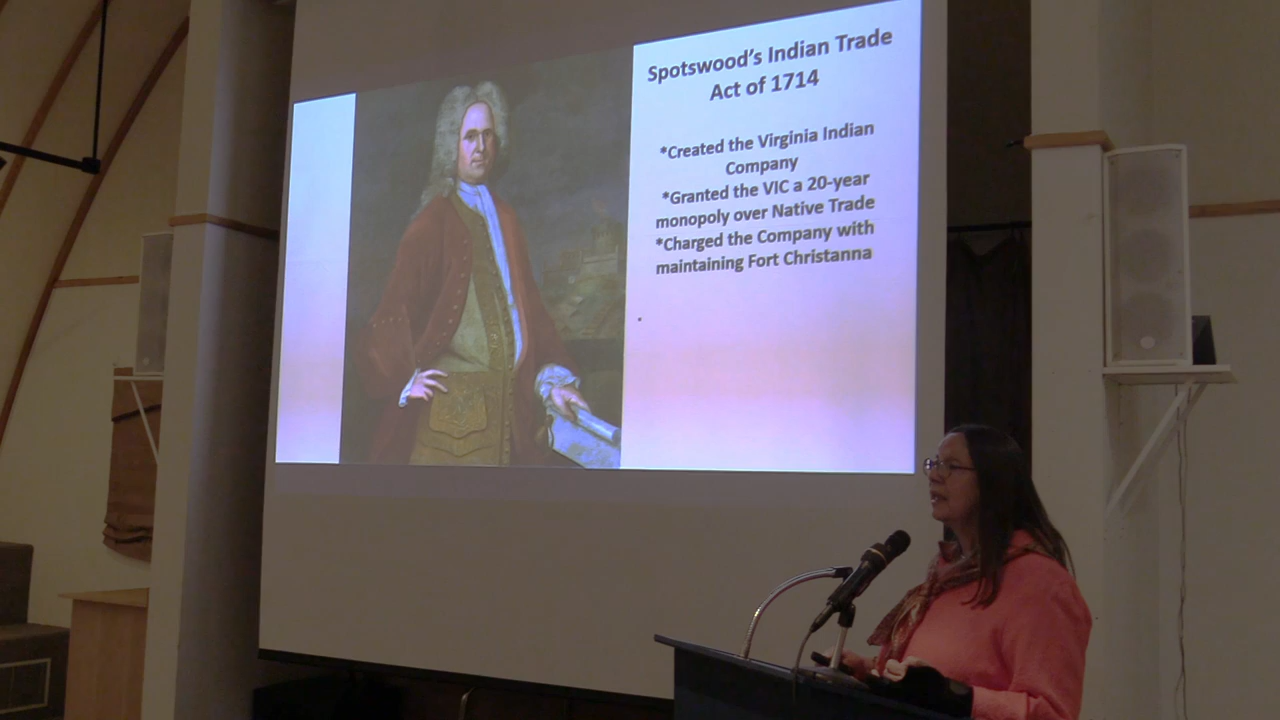 Spotswood's Indian Trade
Act of 1714
*Created the Virginia Indian
Company
*Granted the VIC a 20-year
monopoly over Native Trade
*Charged the Company with
maintaining Fort Christanna